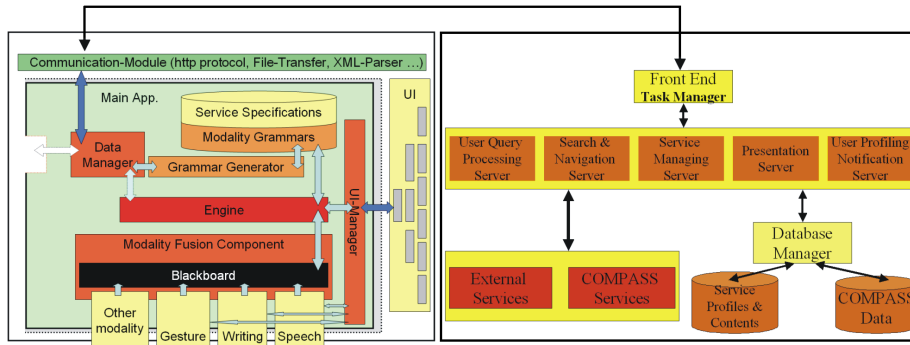 Communication-Module (http protocol, File-Transfer, XML-Parser ...)
Main App.
UI
Service Specifications
Modality Grammars
Data
Manager
Grammar Generator
Engine
UI-Manager
Modality Fusion Component
Blackboard
Other
modality
Gesture
Writing
Speech
Front End
Task Manager
User Query
Processing
Server
Search &
Navigation
Server
Service
Managing
Server
Presentation
Server
User Profiling
Notification
Server
Database
Manager
External
Services
COMPASS
Services
Service
Profiles &
Contents
COMPASS
Data